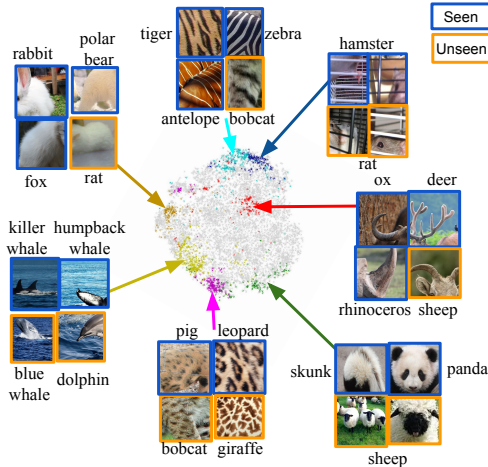 Seen
Unseen
tiger
zebra
antelope bobcat
hamster
rat
rabbit
polar
bear
fox
rat
ox
deer
rhinoceros sheep
killer
whale
humpback
whale
blue
whale
dolphin
pig
leopard
bobcat
giraffe
skunk
panda
sheep